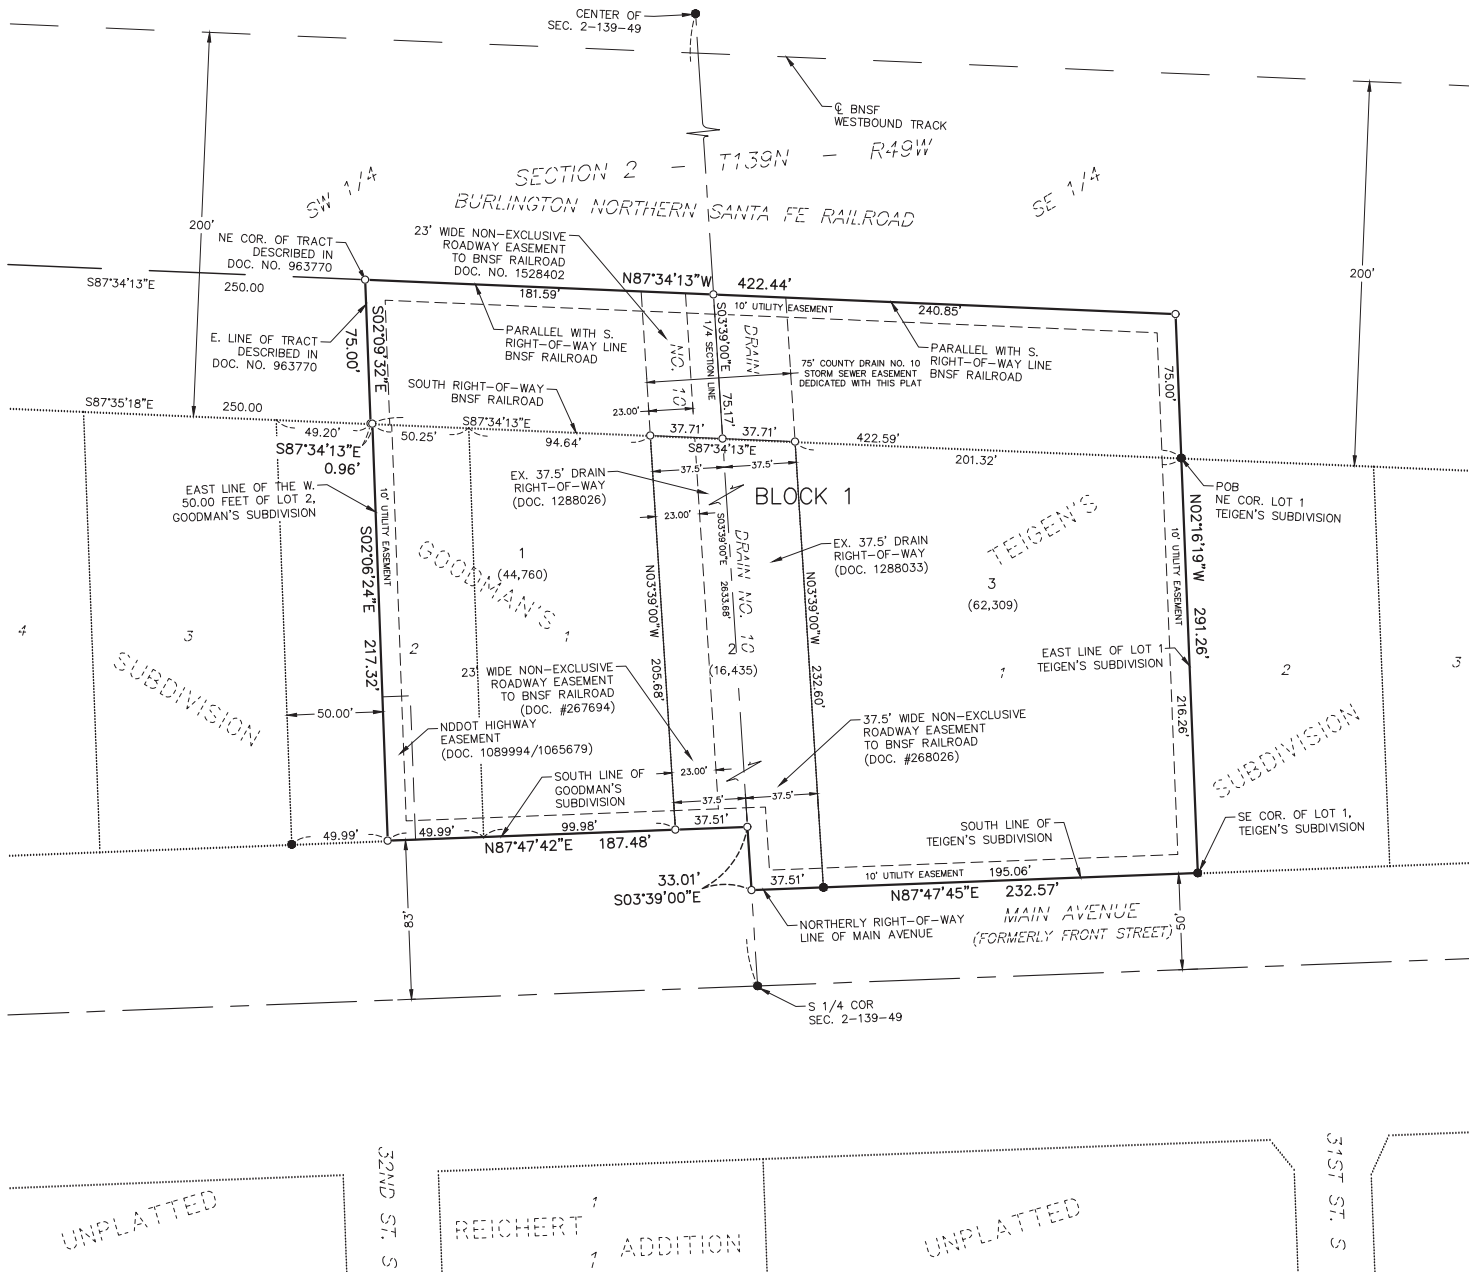 CENTER OF
SEC. 2-139-49
℄ BNSF
WESTBOUND TRACK
SECTION 2 - T139N - R49W
SW 1/4
SE 1/4
BURLINGTON NORTHERN SANTA FE RAILROAD
200'
200'
NE COR. OF TRACT
DESCRIBED IN
DOC. NO. 963770
23' WIDE NON-EXCLUSIVE
ROADWAY EASEMENT
TO BNSF RAILROAD
DOC. NO. 1528402
S87°34'13"E
250.00
N87°34'13"W 422.44'
181.59'
10' UTILITY EASEMENT
240.85'
E. LINE OF TRACT
DESCRIBED IN
DOC. NO. 963770
S02°09'32"E
75.00'
PARALLEL WITH S.
RIGHT-OF-WAY LINE
BNSF RAILROAD
NO. 10
S03°39'00"E 75.17'
1/4 SECTION LINE
DRAIN
PARALLEL WITH S.
RIGHT-OF-WAY LINE
BNSF RAILROAD
75' COUNTY DRAIN NO. 10
STORM SEWER EASEMENT
DEDICATED WITH THIS PLAT
75.00'
SOUTH RIGHT-OF-WAY
BNSF RAILROAD
23.00'
S87°35'18"E
250.00
49.20'
50.25'
S87°34'13"E
94.64'
37.71'
37.71'
S87°34'13"E
422.59'
201.32'
S87°34'13"E
0.96'
37.5'
37.5'
EX. 37.5' DRAIN
RIGHT-OF-WAY
(DOC. 1288026)
23.00'
BLOCK 1
POB
NE COR. LOT 1
TEIGEN'S SUBDIVISION
EAST LINE OF THE W.
50.00 FEET OF LOT 2,
GOODMAN'S SUBDIVISION
10' UTILITY EASEMENT
S02°06'24"E 217.32'
GOODMAN'S
1
(44,760)
N03°39'00"W 205.68'
S03°39'00"E 2633.68'
DRAIN NO. 10
EX. 37.5' DRAIN
RIGHT-OF-WAY
(DOC. 1288033)
N03°39'00"W 232.60'
TEIGEN'S
3
(62,309)
10' UTILITY EASEMENT
N02°16'19"W 291.26'
216.26'
4
3
2
1
2
(16,435)
1
2
3
SUBDIVISION
23' WIDE NON-EXCLUSIVE
ROADWAY EASEMENT
TO BNSF RAILROAD
(DOC. #267694)
EAST LINE OF LOT 1
TEIGEN'S SUBDIVISION
50.00'
NDDOT HIGHWAY
EASEMENT
(DOC. 1089994/1065679)
37.5' WIDE NON-EXCLUSIVE
ROADWAY EASEMENT
TO BNSF RAILROAD
(DOC. #268026)
SUBDIVISION
SOUTH LINE OF
GOODMAN'S
SUBDIVISION
23.00'
37.5'
37.5'
49.99'
49.99'
99.98'
37.51'
N87°47'42"E 187.48'
SOUTH LINE OF
TEIGEN'S SUBDIVISION
SE COR. OF LOT 1,
TEIGEN'S SUBDIVISION
33.01'
S03°39'00"E
37.51'
10' UTILITY EASEMENT
195.06'
N87°47'45"E 232.57'
83'
NORTHERLY RIGHT-OF-WAY
LINE OF MAIN AVENUE
MAIN AVENUE
(FORMERLY FRONT STREET)
50'
S 1/4 COR
SEC. 2-139-49
32ND ST. S
31ST ST. S
UNPLATTED
REICHERT
1
1
ADDITION
UNPLATTED